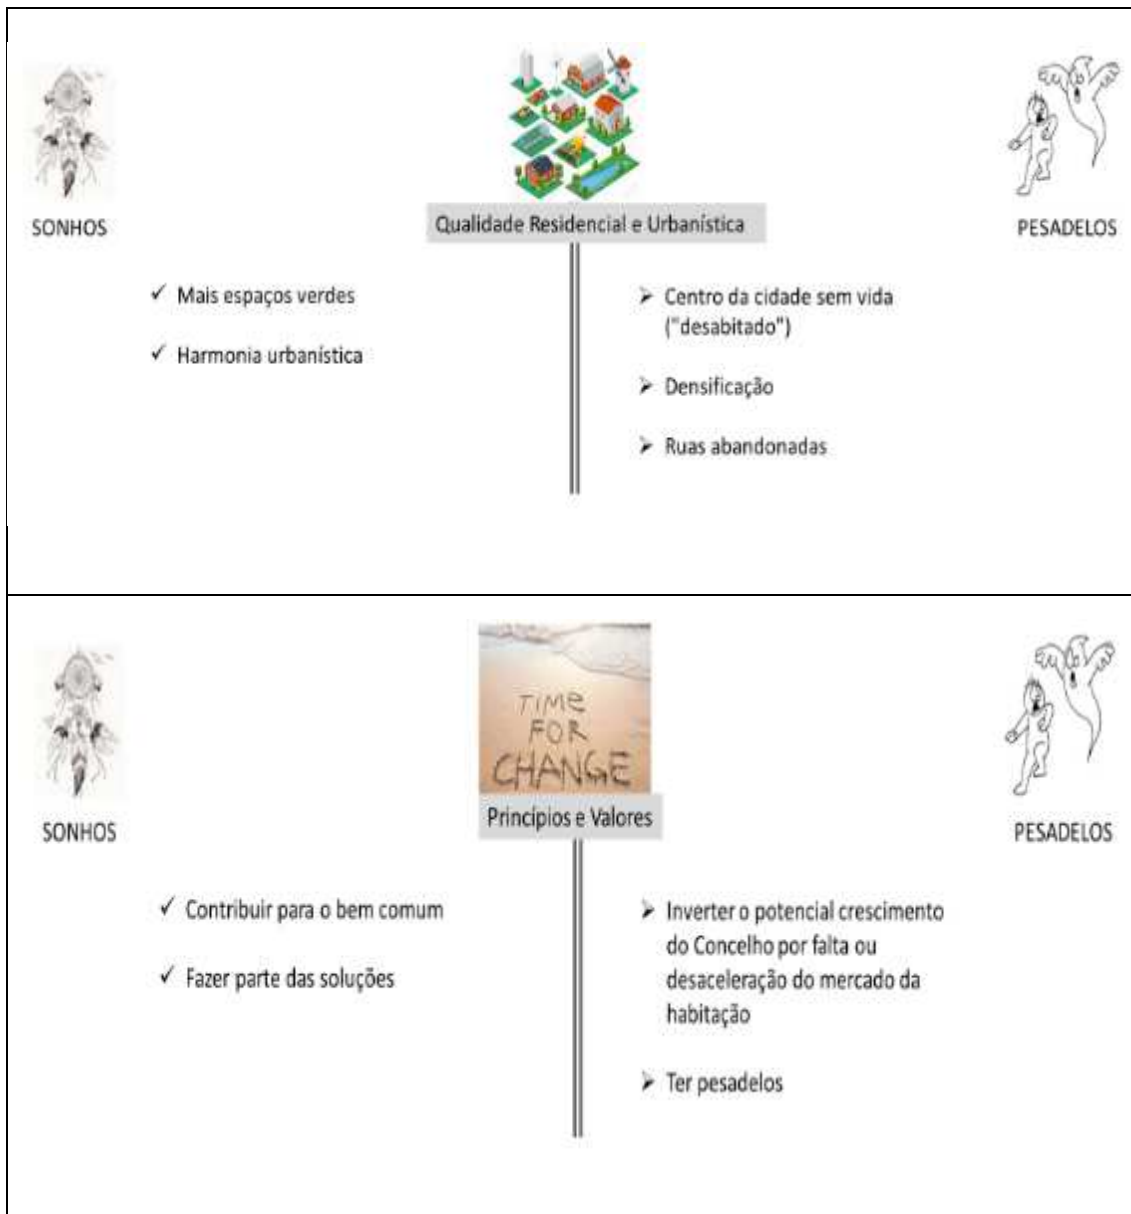 SONHOS
Qualidade Residencial e Urbanística
PESADELOS
✓ Mais espaços verdes
✓ Harmonia urbanística
➤ Centro da cidade sem vida
("desabitado")
➤ Densificação
➤ Ruas abandonadas
TIME
FOR
CHANGE
SONHOS
Princípios e Valores
PESADELOS
✓ Contribuir para o bem comum
✓ Fazer parte das soluções
➤ Inverter o potencial crescimento
do Concelho por falta ou
desaceleração do mercado da
habitação
➤ Ter pesadelos